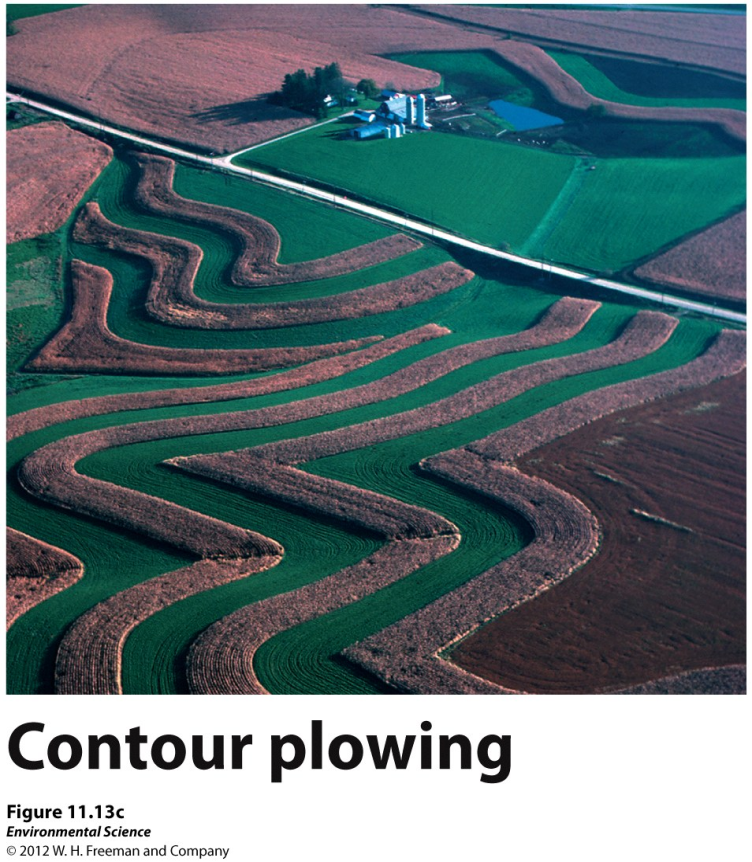 Contour plowing
Figure 11.13c
Environmental Science
© 2012 W. H. Freeman and Company